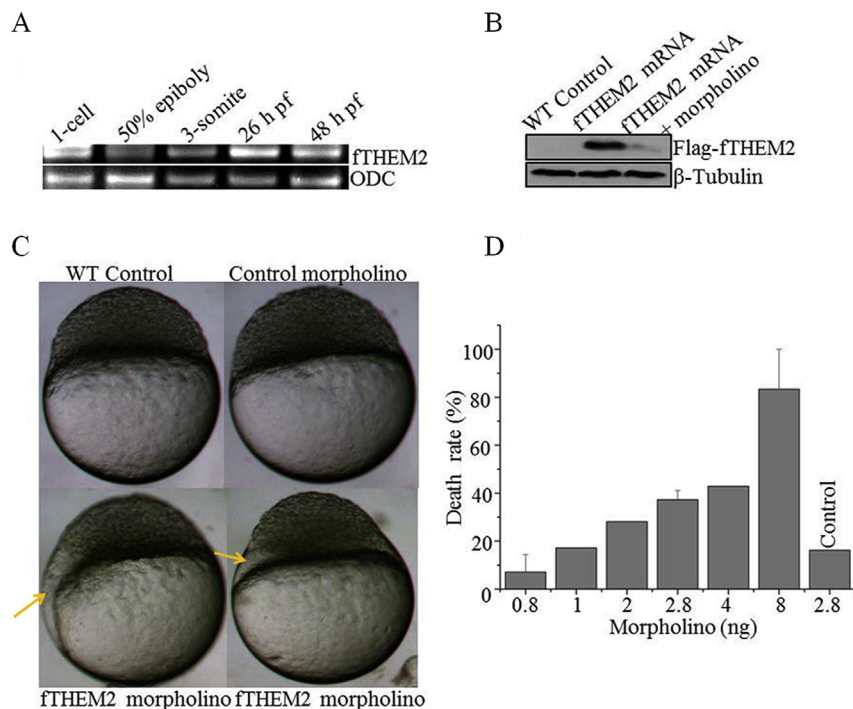 A
1-cell
50% epiboly
3-somite
26 h pf
48 h pf
fTHEM2
ODC
B
WT Control
fTHEM2 mRNA
fTHEM2 mRNA
+ morpholino
Flag-fTHEM2
β-Tubulin
C
WT Control
Control morpholino
fTHEM2 morpholino
fTHEM2 morpholino
D
Death rate (%)
100
80
60
40
20
0
Control
0.8
1
2
2.8
4
8
2.8
Morpholino (ng)